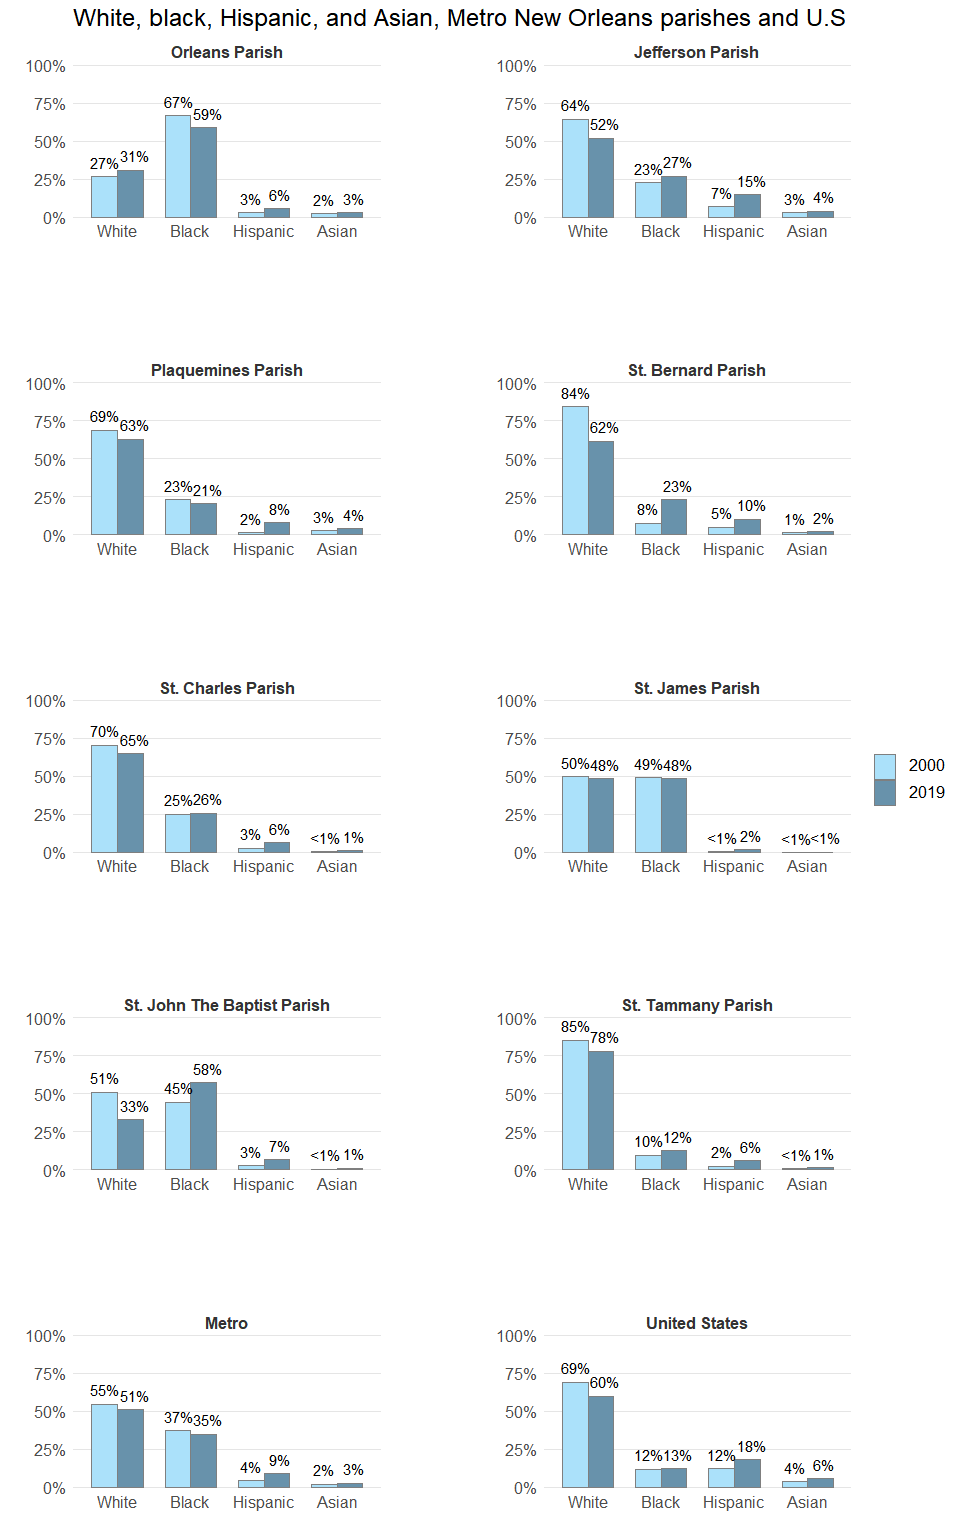 White, black, Hispanic, and Asian, Metro New Orleans parishes and U.S
Orleans Parish
100%
75%
50%
25%
0%
27% 31% 67% 59% 3% 6% 2% 3%
White Black Hispanic Asian
Jefferson Parish
100%
75%
50%
25%
0%
64% 52% 23% 27% 7% 15% 3% 4%
White Black Hispanic Asian
Plaquemines Parish
100%
75%
50%
25%
0%
69% 63% 23% 21% 2% 8% 3% 4%
White Black Hispanic Asian
St. Bernard Parish
100%
75%
50%
25%
0%
84% 62% 8% 23% 5% 10% 1% 2%
White Black Hispanic Asian
St. Charles Parish
100%
75%
50%
25%
0%
70% 65% 25% 26% 3% 6% <1% 1%
White Black Hispanic Asian
St. James Parish
100%
75%
50%
25%
0%
50% 48% 49% 48% <1% 2% <1% <1%
White Black Hispanic Asian
2000
2019
St. John The Baptist Parish
100%
75%
50%
25%
0%
51% 33% 45% 58% 3% 7% <1% 1%
White Black Hispanic Asian
St. Tammany Parish
100%
75%
50%
25%
0%
85% 78% 10% 12% 2% 6% <1% 1%
White Black Hispanic Asian
Metro
100%
75%
50%
25%
0%
55% 51% 37% 35% 4% 9% 2% 3%
White Black Hispanic Asian
United States
100%
75%
50%
25%
0%
69% 60% 12% 13% 12% 18% 4% 6%
White Black Hispanic Asian